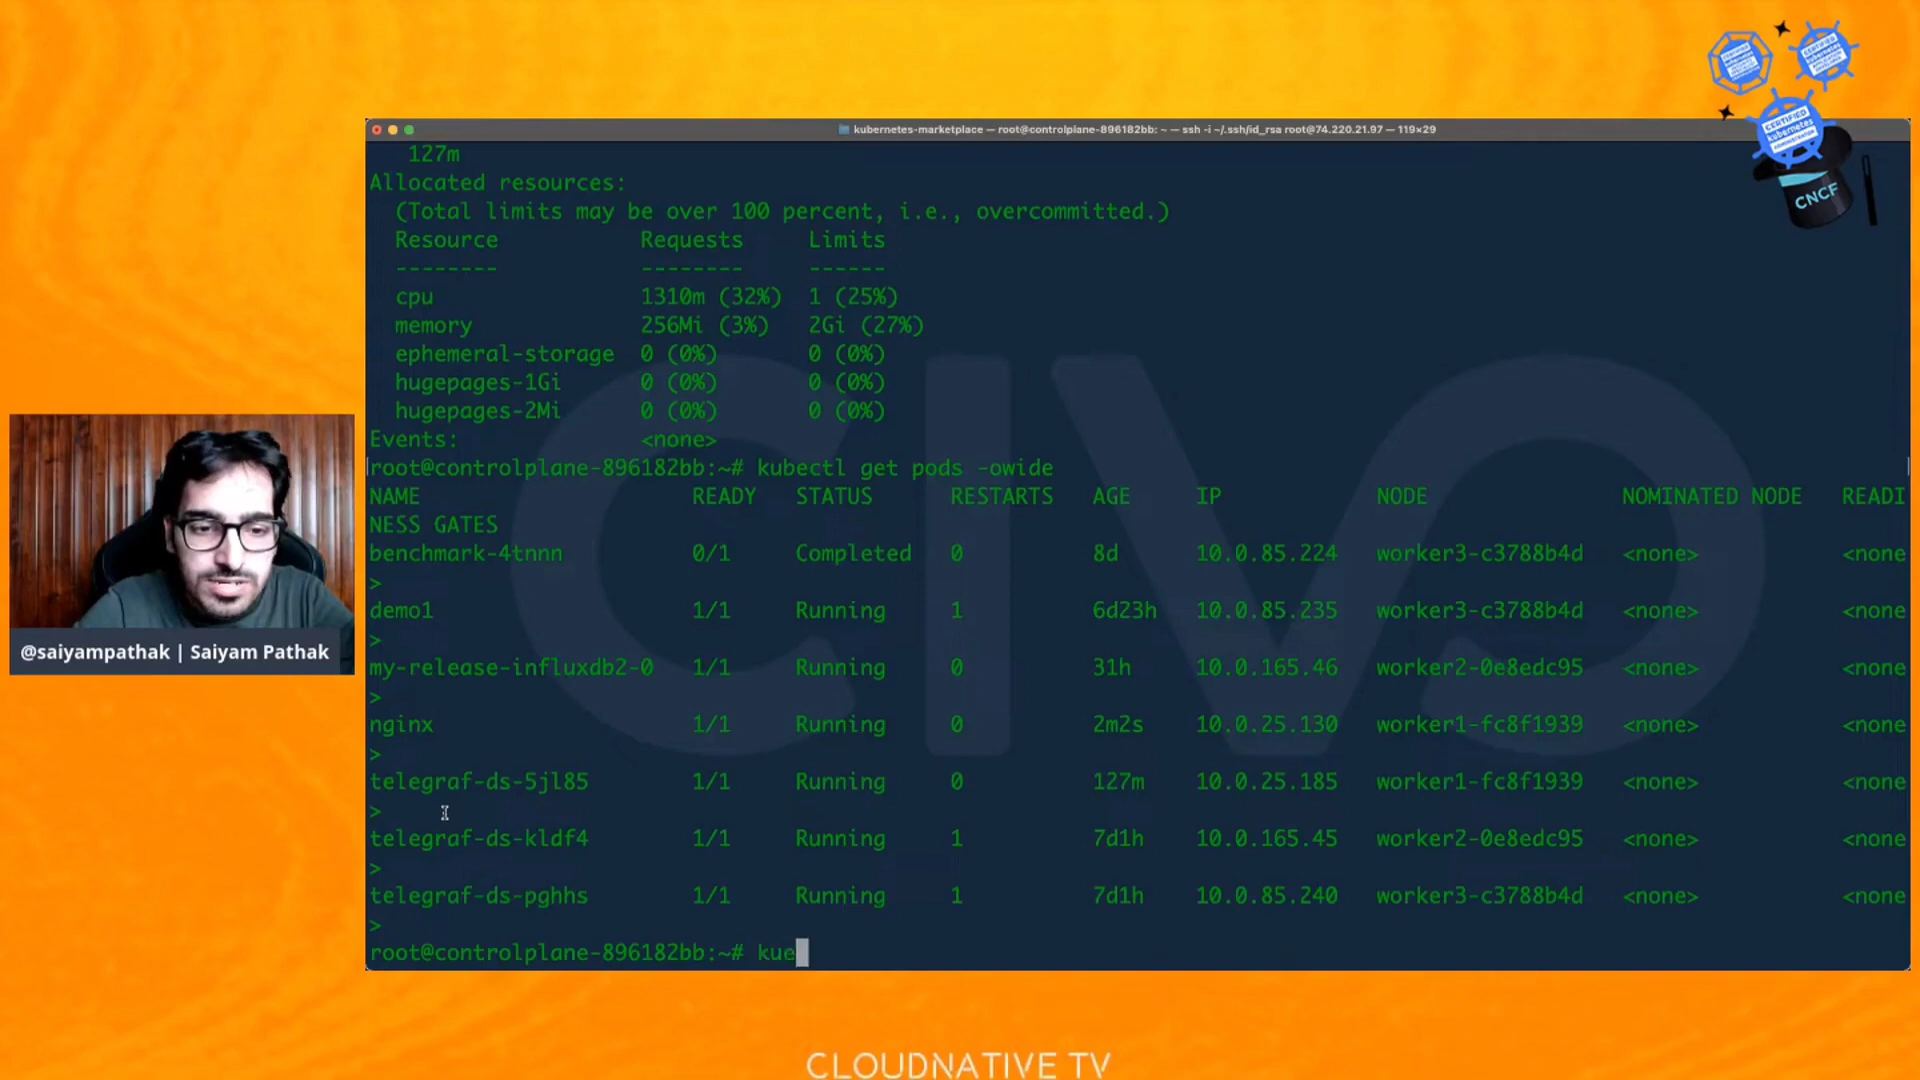 kubernetes-marketplace — root@controlplane-896182bb: ~ — ssh -i ~/.ssh/id_rsa root@74.220.21.97 — 119×29
127m
Allocated resources:
(Total limits may be over 100 percent, i.e., overcommitted.)
Resource Requests Limits
-------- -------- ------
cpu 1310m (32%) 1 (25%)
memory 256Mi (3%) 2Gi (27%)
ephemeral-storage 0 (0%) 0 (0%)
hugepages-1Gi 0 (0%) 0 (0%)
hugepages-2Mi 0 (0%) 0 (0%)
Events: <none>
root@controlplane-896182bb:~# kubectl get pods -owide
NAME READY STATUS RESTARTS AGE IP NODE NOMINATED NODE READI
NESS GATES
benchmark-4tnnn 0/1 Completed 0 8d 10.0.85.224 worker3-c3788b4d <none> <none
>
demo1 1/1 Running 1 6d23h 10.0.85.235 worker3-c3788b4d <none> <none
>
my-release-influxdb2-0 1/1 Running 0 31h 10.0.165.46 worker2-0e8edc95 <none> <none
>
nginx 1/1 Running 0 2m2s 10.0.25.130 worker1-fc8f1939 <none> <none
>
telegraf-ds-5jl85 1/1 Running 0 127m 10.0.25.185 worker1-fc8f1939 <none> <none
>
telegraf-ds-kldf4 1/1 Running 1 7d1h 10.0.165.45 worker2-0e8edc95 <none> <none
>
telegraf-ds-pghhs 1/1 Running 1 7d1h 10.0.85.240 worker3-c3788b4d <none> <none
>
root@controlplane-896182bb:~# kue
CIVO
@saiyampathak | Saiyam Pathak
CERTIFIED
kubernetes
CNCF
CLOUDNATIVE TV